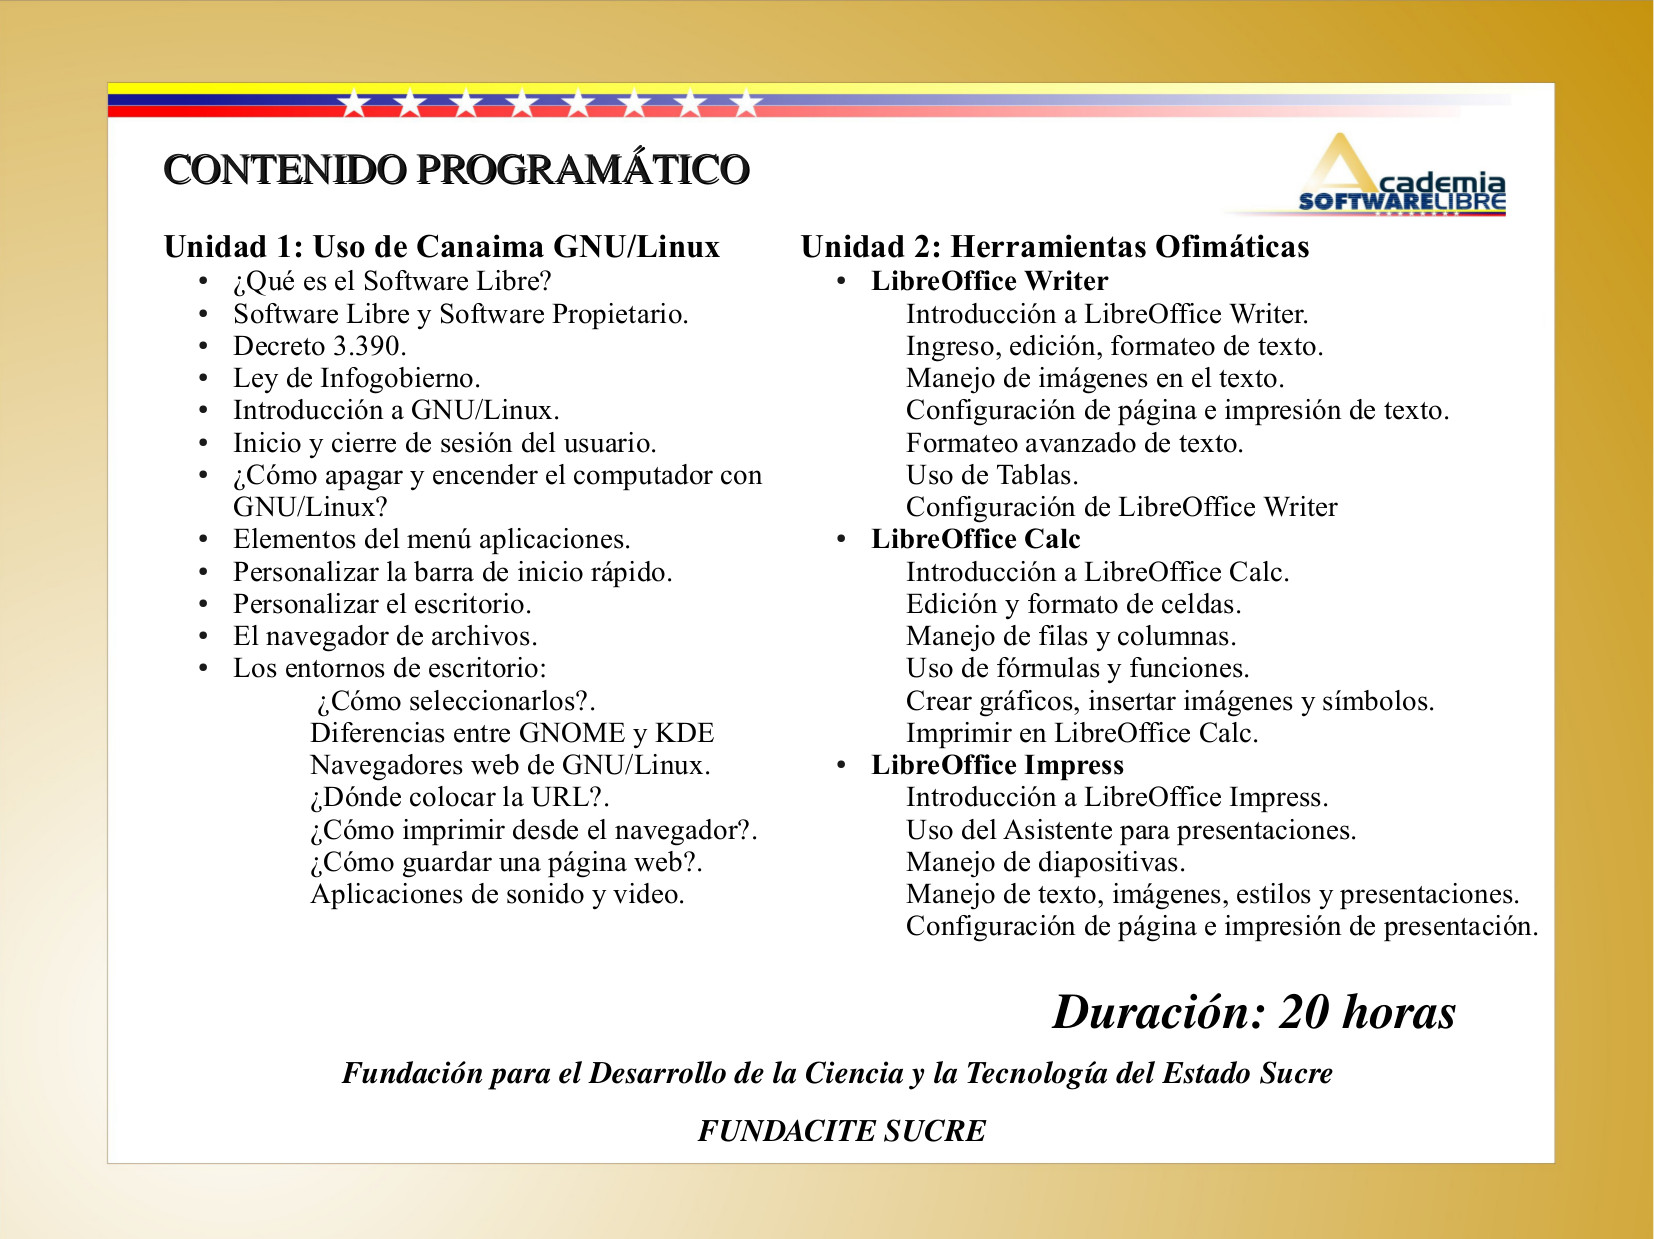 CONTENIDO PROGRAMÁTICO
Academia
SOFTWARELIBRE
Unidad 1: Uso de Canaima GNU/Linux
• ¿Qué es el Software Libre?
• Software Libre y Software Propietario.
• Decreto 3.390.
• Ley de Infogobierno.
• Introducción a GNU/Linux.
• Inicio y cierre de sesión del usuario.
• ¿Cómo apagar y encender el computador con
GNU/Linux?
• Elementos del menú aplicaciones.
• Personalizar la barra de inicio rápido.
• Personalizar el escritorio.
• El navegador de archivos.
• Los entornos de escritorio:
¿Cómo seleccionarlos?.
Diferencias entre GNOME y KDE
Navegadores web de GNU/Linux.
¿Dónde colocar la URL?.
¿Cómo imprimir desde el navegador?.
¿Cómo guardar una página web?.
Aplicaciones de sonido y video.
Unidad 2: Herramientas Ofimáticas
• LibreOffice Writer
Introducción a LibreOffice Writer.
Ingreso, edición, formateo de texto.
Manejo de imágenes en el texto.
Configuración de página e impresión de texto.
Formateo avanzado de texto.
Uso de Tablas.
Configuración de LibreOffice Writer
• LibreOffice Calc
Introducción a LibreOffice Calc.
Edición y formato de celdas.
Manejo de filas y columnas.
Uso de fórmulas y funciones.
Crear gráficos, insertar imágenes y símbolos.
Imprimir en LibreOffice Calc.
• LibreOffice Impress
Introducción a LibreOffice Impress.
Uso del Asistente para presentaciones.
Manejo de diapositivas.
Manejo de texto, imágenes, estilos y presentaciones.
Configuración de página e impresión de presentación.
Duración: 20 horas
Fundación para el Desarrollo de la Ciencia y la Tecnología del Estado Sucre
FUNDACITE SUCRE